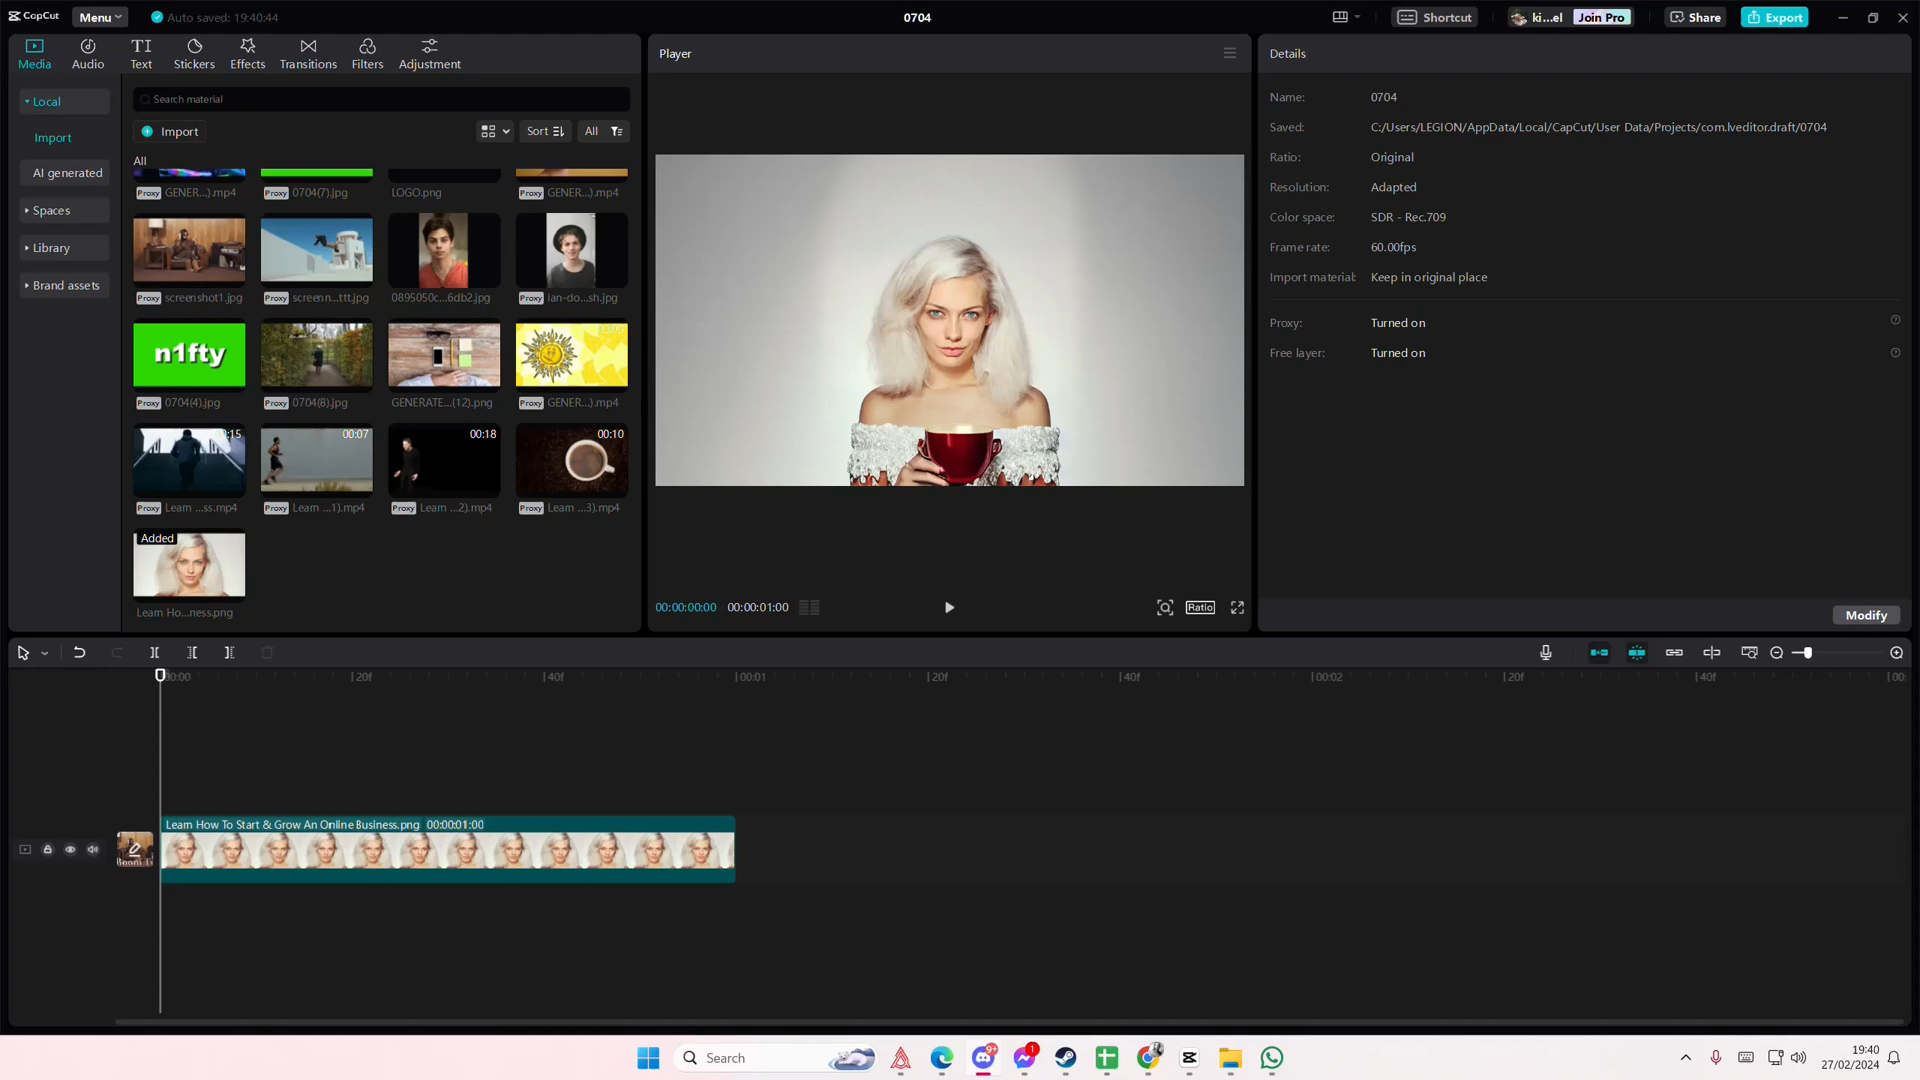 CapCut
Menu
Auto saved: 19:40:44
0704
Shortcut
ki...el
Join Pro
Share
Export
Media
Audio
Text
Stickers
Effects
Transitions
Filters
Adjustment
Local
Import
AI generated
Spaces
Library
Brand assets
Search material
Import
Sort
All
All
Proxy GENER...).mp4
Proxy 0704(7).jpg
LOGO.png
Proxy GENER...).mp4
Proxy screenshot1.jpg
Proxy screenn...ttt.jpg
0895050c...6db2.jpg
Proxy ian-do...sh.jpg
n1fty
Proxy 0704(4).jpg
Proxy 0704(8).jpg
GENERATE...(12).png
Proxy GENER...).mp4
00:07
00:18
00:10
Proxy Learn ...ss.mp4
Proxy Learn ...1).mp4
Proxy Learn ...2).mp4
Proxy Learn ...3).mp4
Added
Learn Ho...ness.png
Player
00:00:00:00
00:00:01:00
Ratio
Details
Name: 0704
Saved: C:/Users/LEGION/AppData/Local/CapCut/User Data/Projects/com.lveditor.draft/0704
Ratio: Original
Resolution: Adapted
Color space: SDR - Rec.709
Frame rate: 60.00fps
Import material: Keep in original place
Proxy: Turned on
Free layer: Turned on
Modify
20f
40f
00:01
20f
40f
00:02
20f
40f
Learn How To Start & Grow An Online Business.png 00:00:01:00
Search
9+
1
19:40
27/02/2024